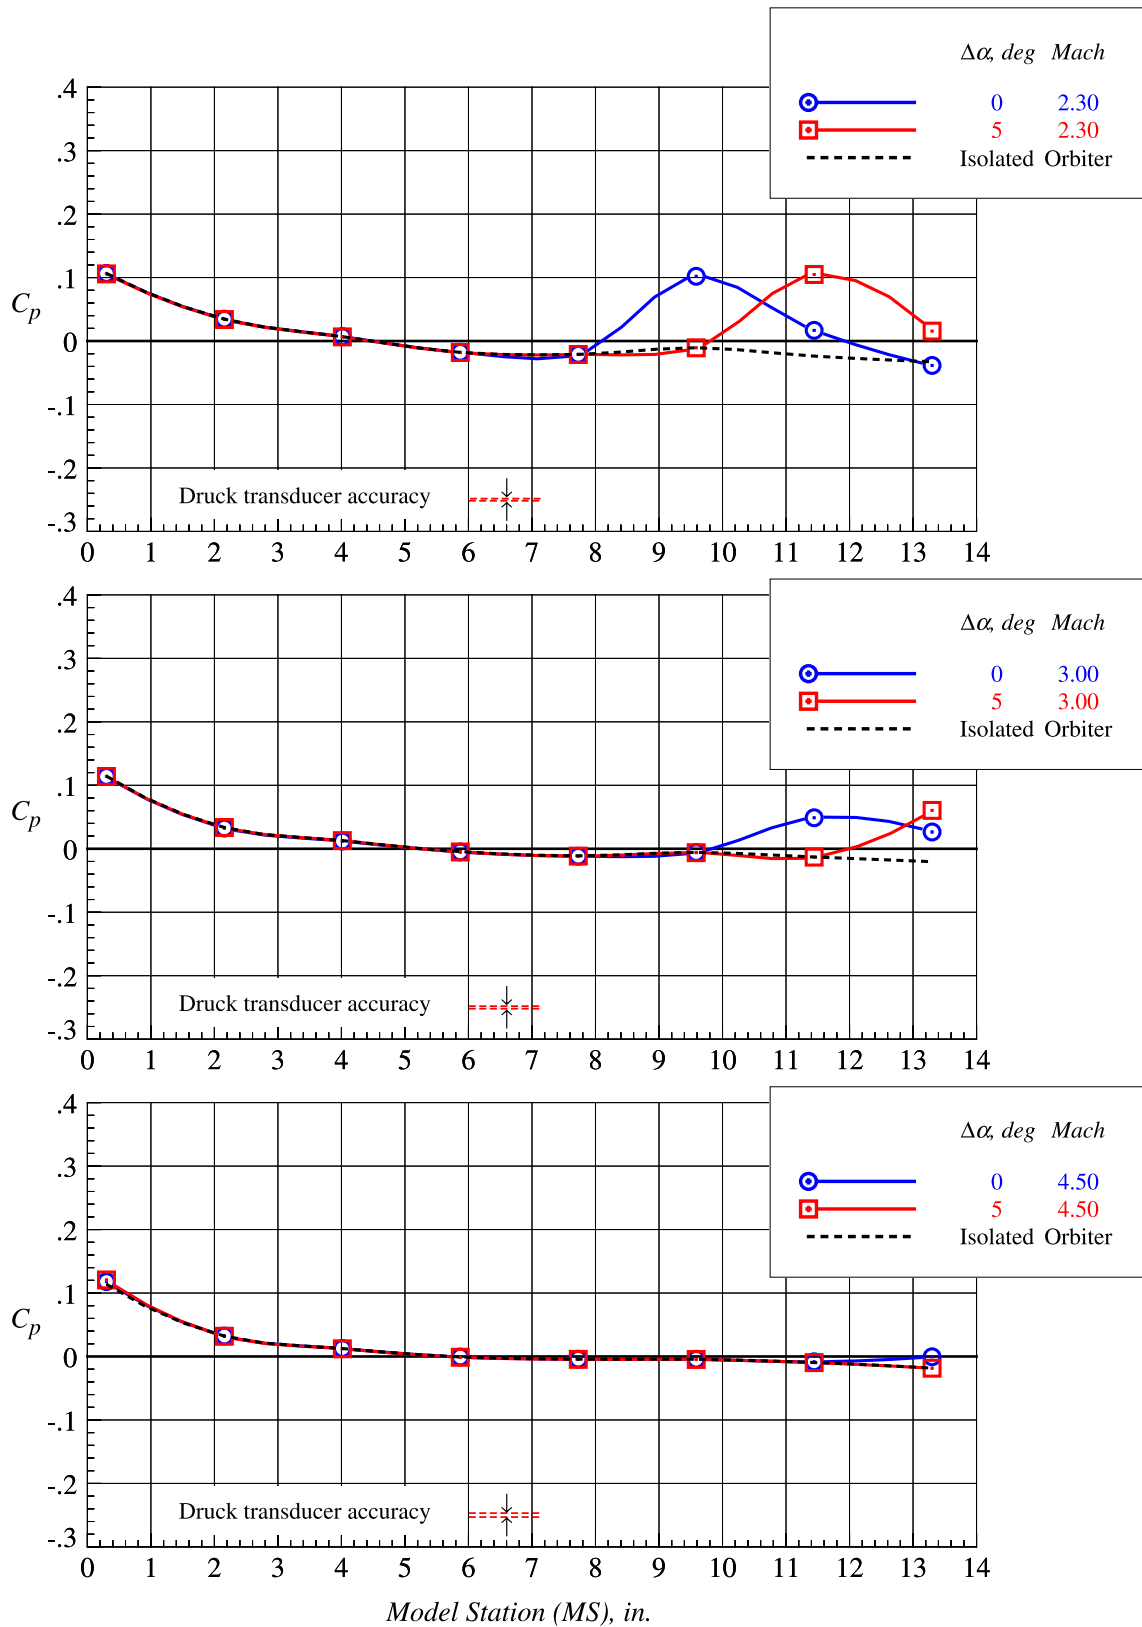 Δα, deg Mach
0 2.30
5 2.30
Isolated Orbiter
.4
.3
.2
.1
0
-.1
-.2
-.3
C_p
Druck transducer accuracy
0 1 2 3 4 5 6 7 8 9 10 11 12 13 14
Δα, deg Mach
0 3.00
5 3.00
Isolated Orbiter
.4
.3
.2
.1
0
-.1
-.2
-.3
C_p
Druck transducer accuracy
0 1 2 3 4 5 6 7 8 9 10 11 12 13 14
Δα, deg Mach
0 4.50
5 4.50
Isolated Orbiter
.4
.3
.2
.1
0
-.1
-.2
-.3
C_p
Druck transducer accuracy
0 1 2 3 4 5 6 7 8 9 10 11 12 13 14
Model Station (MS), in.